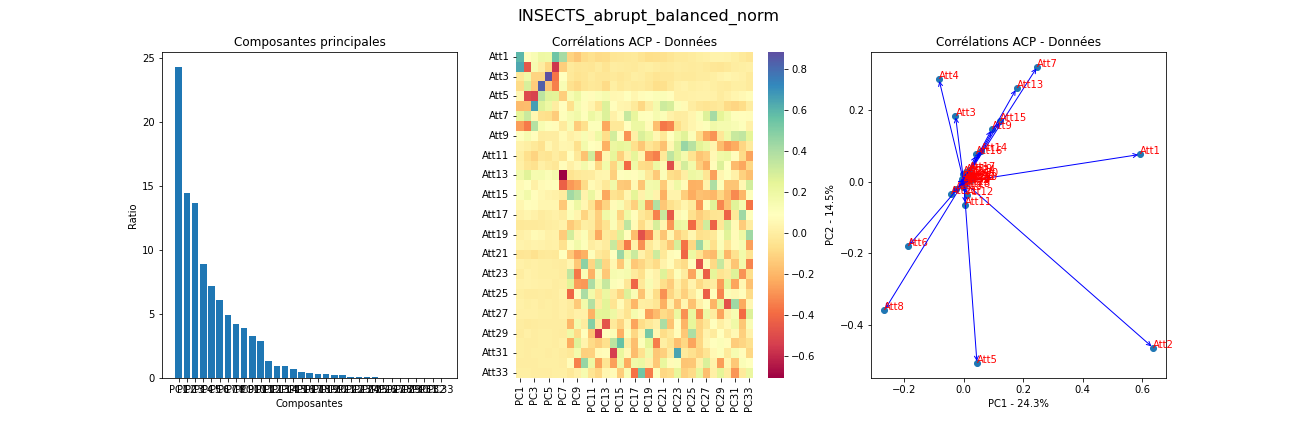 INSECTS_abrupt_balanced_norm
Composantes principales
Ratio
25
20
15
10
5
0
Composantes
Corrélations ACP - Données
Att1
Att3
Att5
Att7
Att9
Att11
Att13
Att15
Att17
Att19
Att21
Att23
Att25
Att27
Att29
Att31
Att33
PC1 PC3 PC5 PC7 PC9 PC11 PC13 PC15 PC17 PC19 PC21 PC23 PC25 PC27 PC29 PC31 PC33
0.8
0.6
0.4
0.2
0.0
−0.2
−0.4
−0.6
Corrélations ACP - Données
PC2 - 14.5%
0.2
0.0
−0.2
−0.4
Att7
Att4
Att13
Att3
Att15
Att9
Att14
Att16
Att1
Att12
Att11
Att6
Att8
Att2
Att5
−0.2 0.0 0.2 0.4 0.6
PC1 - 24.3%